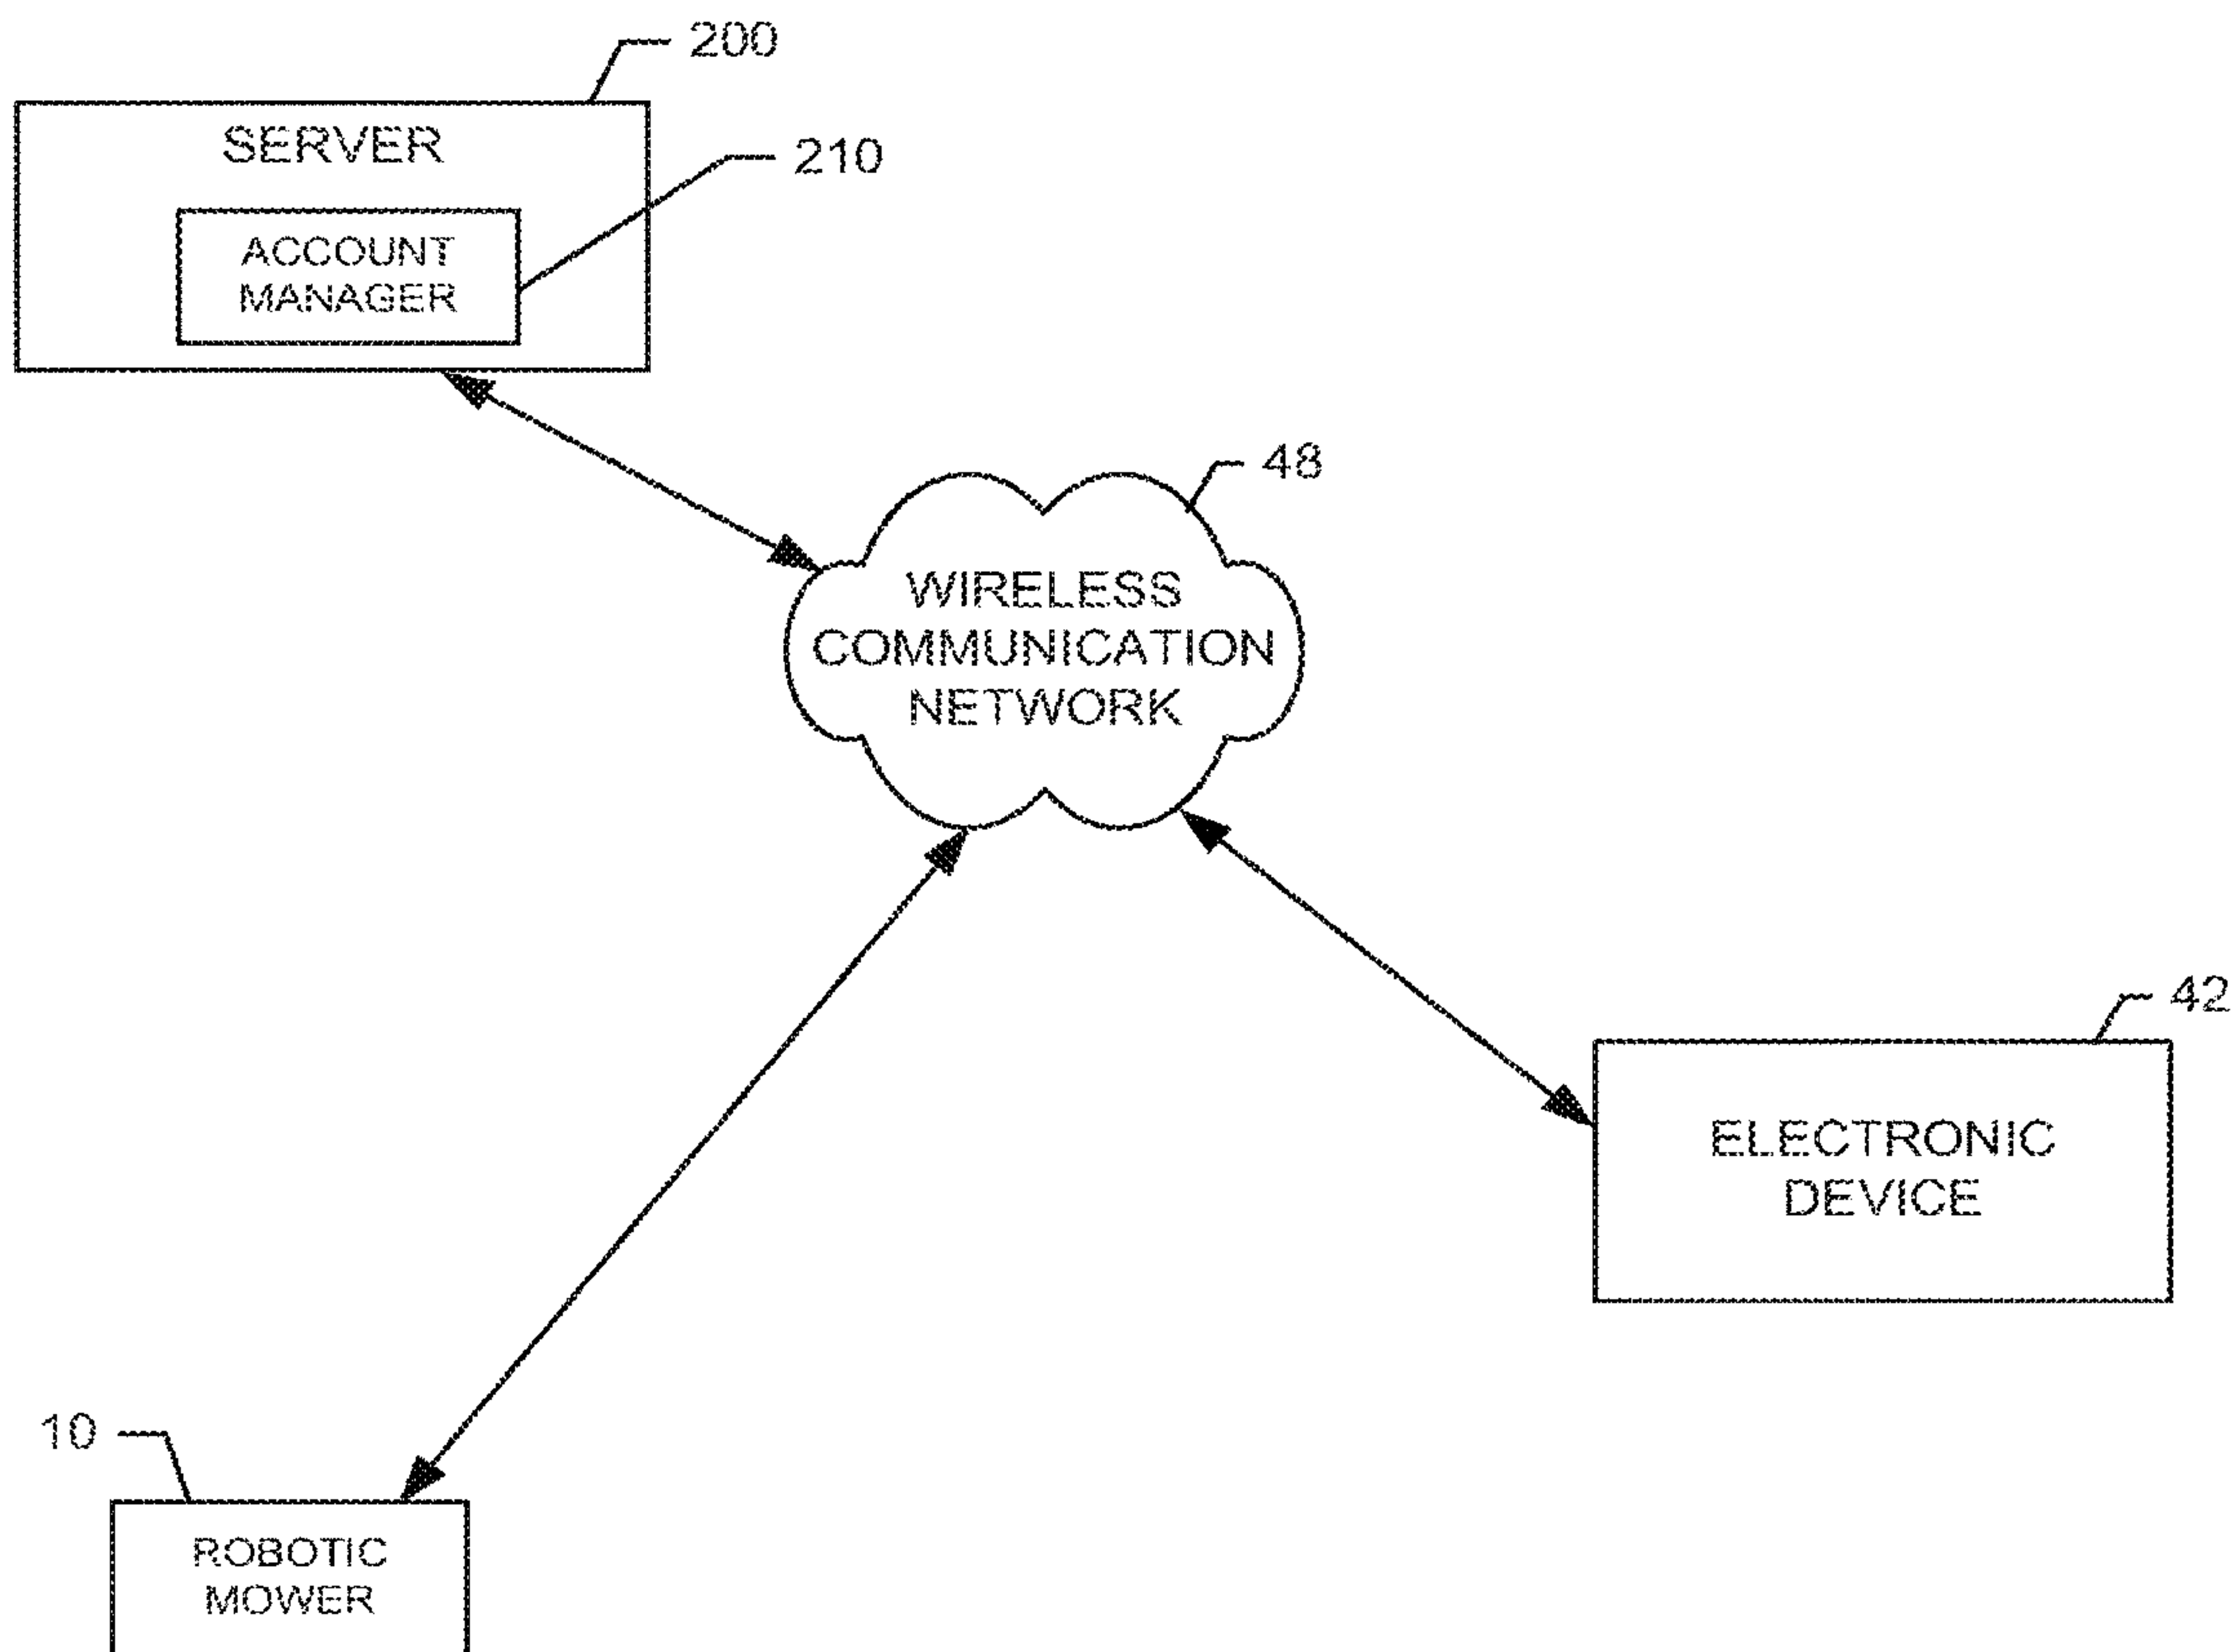 200
SERVER
210
ACCOUNT
MANAGER
48
WIRELESS
COMMUNICATION
NETWORK
42
ELECTRONIC
DEVICE
10
ROBOTIC
MOWER